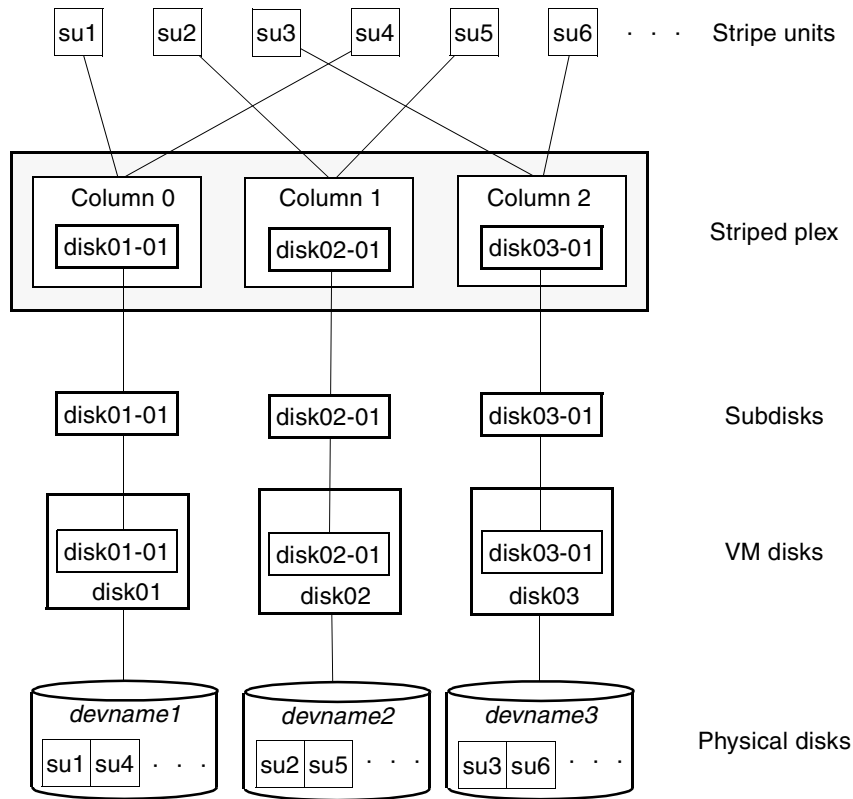 su1 su2 su3 su4 su5 su6 · · · Stripe units
Column 0 Column 1 Column 2
disk01-01 disk02-01 disk03-01 Striped plex
disk01-01 disk02-01 disk03-01 Subdisks
disk01-01 disk02-01 disk03-01 VM disks
disk01 disk02 disk03
devname1 devname2 devname3
Physical disks
su1 su4 · · · su2 su5 · · · su3 su6 · · ·